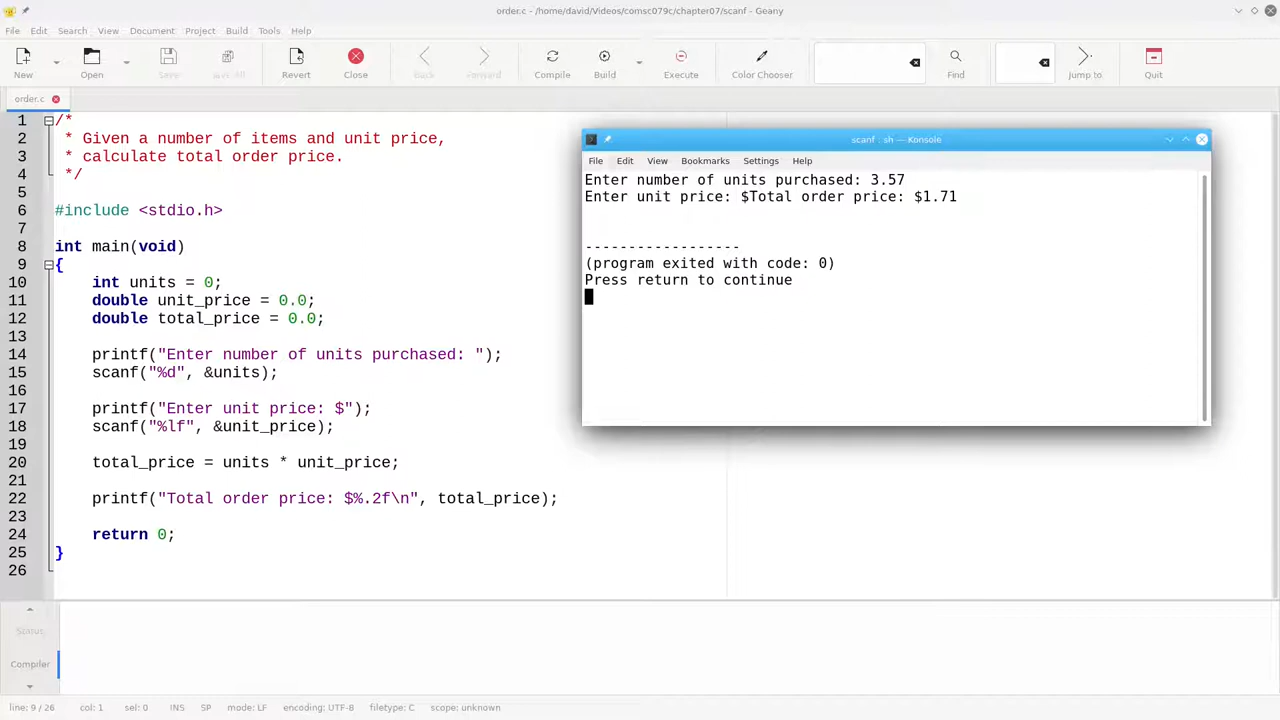 order.c - /home/david/Videos/comsc079c/chapter07/scanf - Geany
File Edit Search View Document Project Build Tools Help
New Open Save Save All Revert Close Back Forward Compile Build Execute Color Chooser Find Jump to Quit
order.c
1 /*
2 * Given a number of items and unit price,
3 * calculate total order price.
4 */
5
6 #include <stdio.h>
7
8 int main(void)
9 {
10 int units = 0;
11 double unit_price = 0.0;
12 double total_price = 0.0;
13
14 printf("Enter number of units purchased: ");
15 scanf("%d", &units);
16
17 printf("Enter unit price: $");
18 scanf("%lf", &unit_price);
19
20 total_price = units * unit_price;
21
22 printf("Total order price: $%.2f\n", total_price);
23
24 return 0;
25 }
26
scanf : sh — Konsole
File Edit View Bookmarks Settings Help
Enter number of units purchased: 3.57
Enter unit price: $Total order price: $1.71
------------------
(program exited with code: 0)
Press return to continue
Status
Compiler
line: 9 / 26 col: 1 sel: 0 INS SP mode: LF encoding: UTF-8 filetype: C scope: unknown